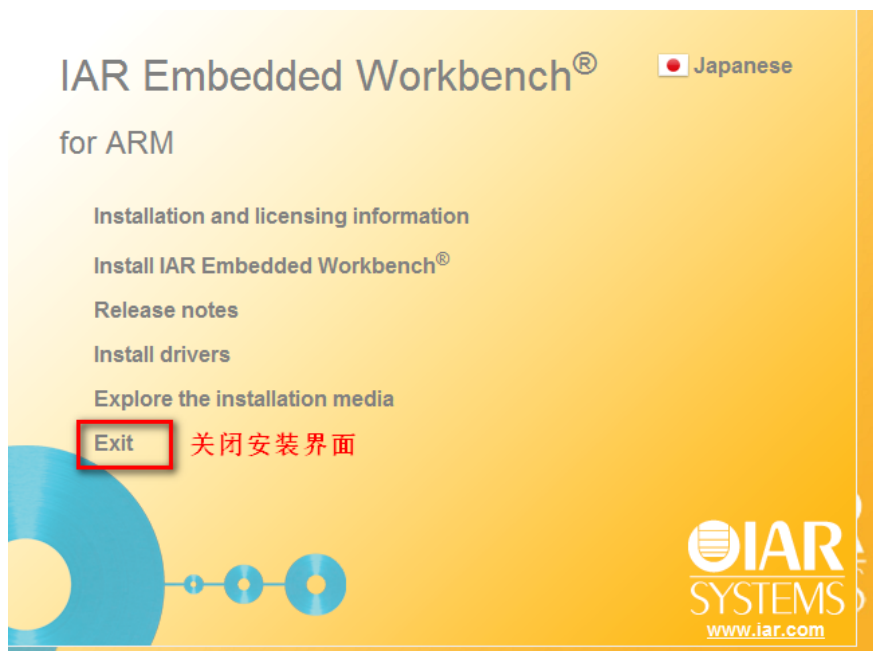 IAR Embedded Workbench®
Japanese
for ARM
Installation and licensing information
Install IAR Embedded Workbench®
Release notes
Install drivers
Explore the installation media
Exit 关闭安装界面
IAR
SYSTEMS
www.iar.com